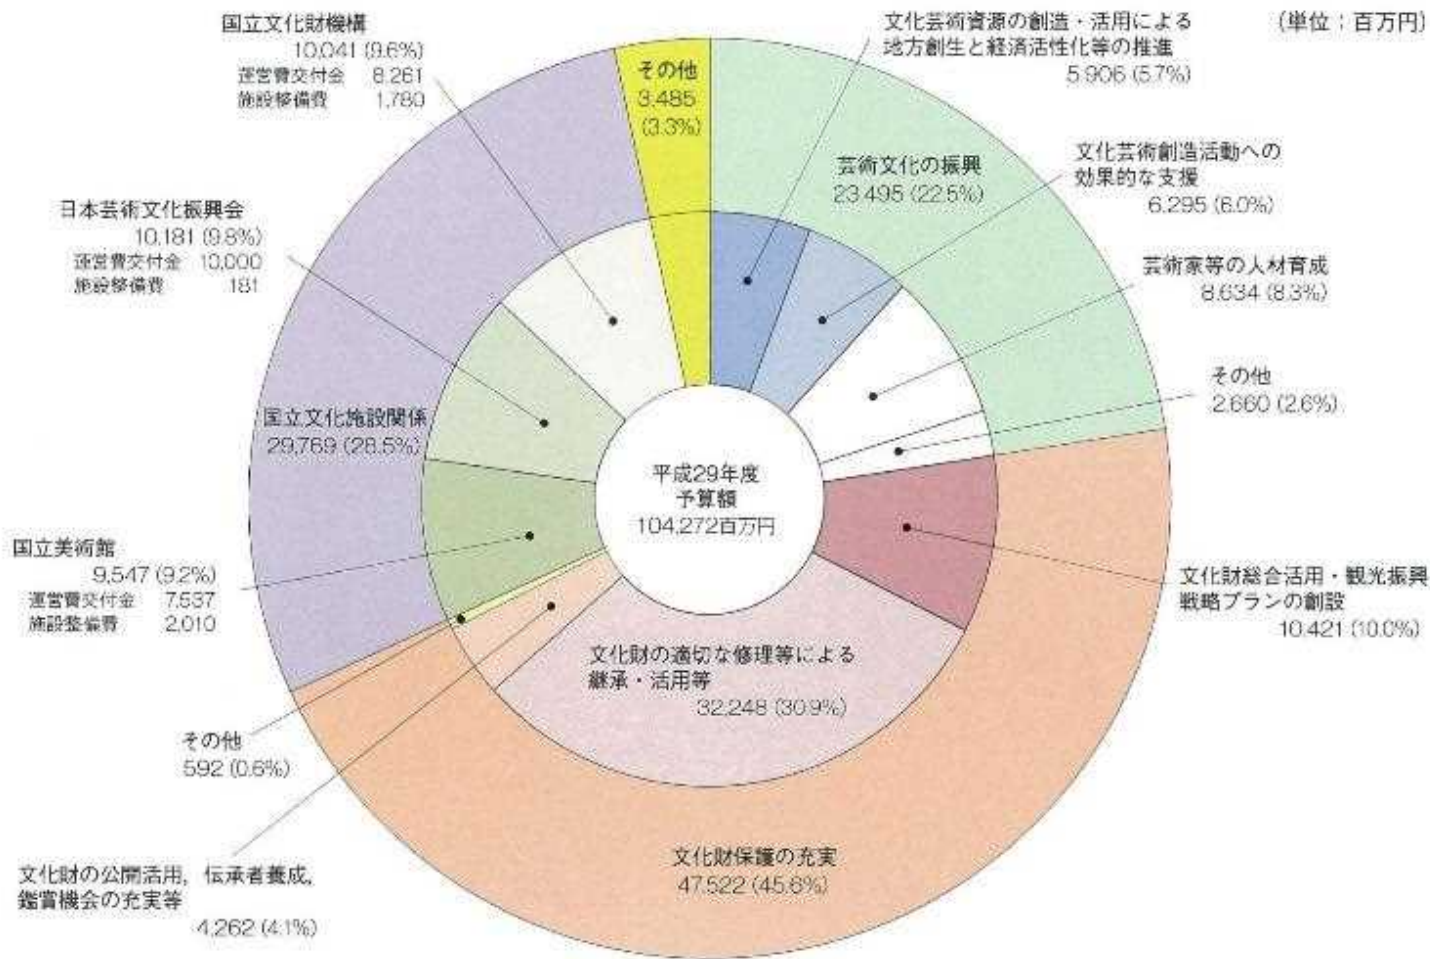 (単位:百万円)
文化芸術資源の創造・活用による
地方創生と経済活性化等の推進
5,906 (5.7%)
芸術文化の振興
23,495 (22.5%)
文化芸術創造活動への
効果的な支援
6,295 (6.0%)
芸術家等の人材育成
8,634 (8.3%)
その他
2,660 (2.6%)
文化財総合活用・観光振興
戦略プランの創設
10,421 (10.0%)
文化財の適切な修理等による
継承・活用等
32,248 (30.9%)
文化財保護の充実
47,522 (45.6%)
文化財の公開活用,伝承者養成,
鑑賞機会の充実等
4,262 (4.1%)
その他
592 (0.6%)
国立美術館
9,547 (9.2%)
運営費交付金 7,537
施設整備費 2,010
国立文化施設関係
29,769 (28.5%)
日本芸術文化振興会
10,181 (9.8%)
運営費交付金 10,000
施設整備費 181
国立文化財機構
10,041 (9.6%)
運営費交付金 8,261
施設整備費 1,780
その他
3,485
(3.3%)
平成29年度
予算額
104,272百万円